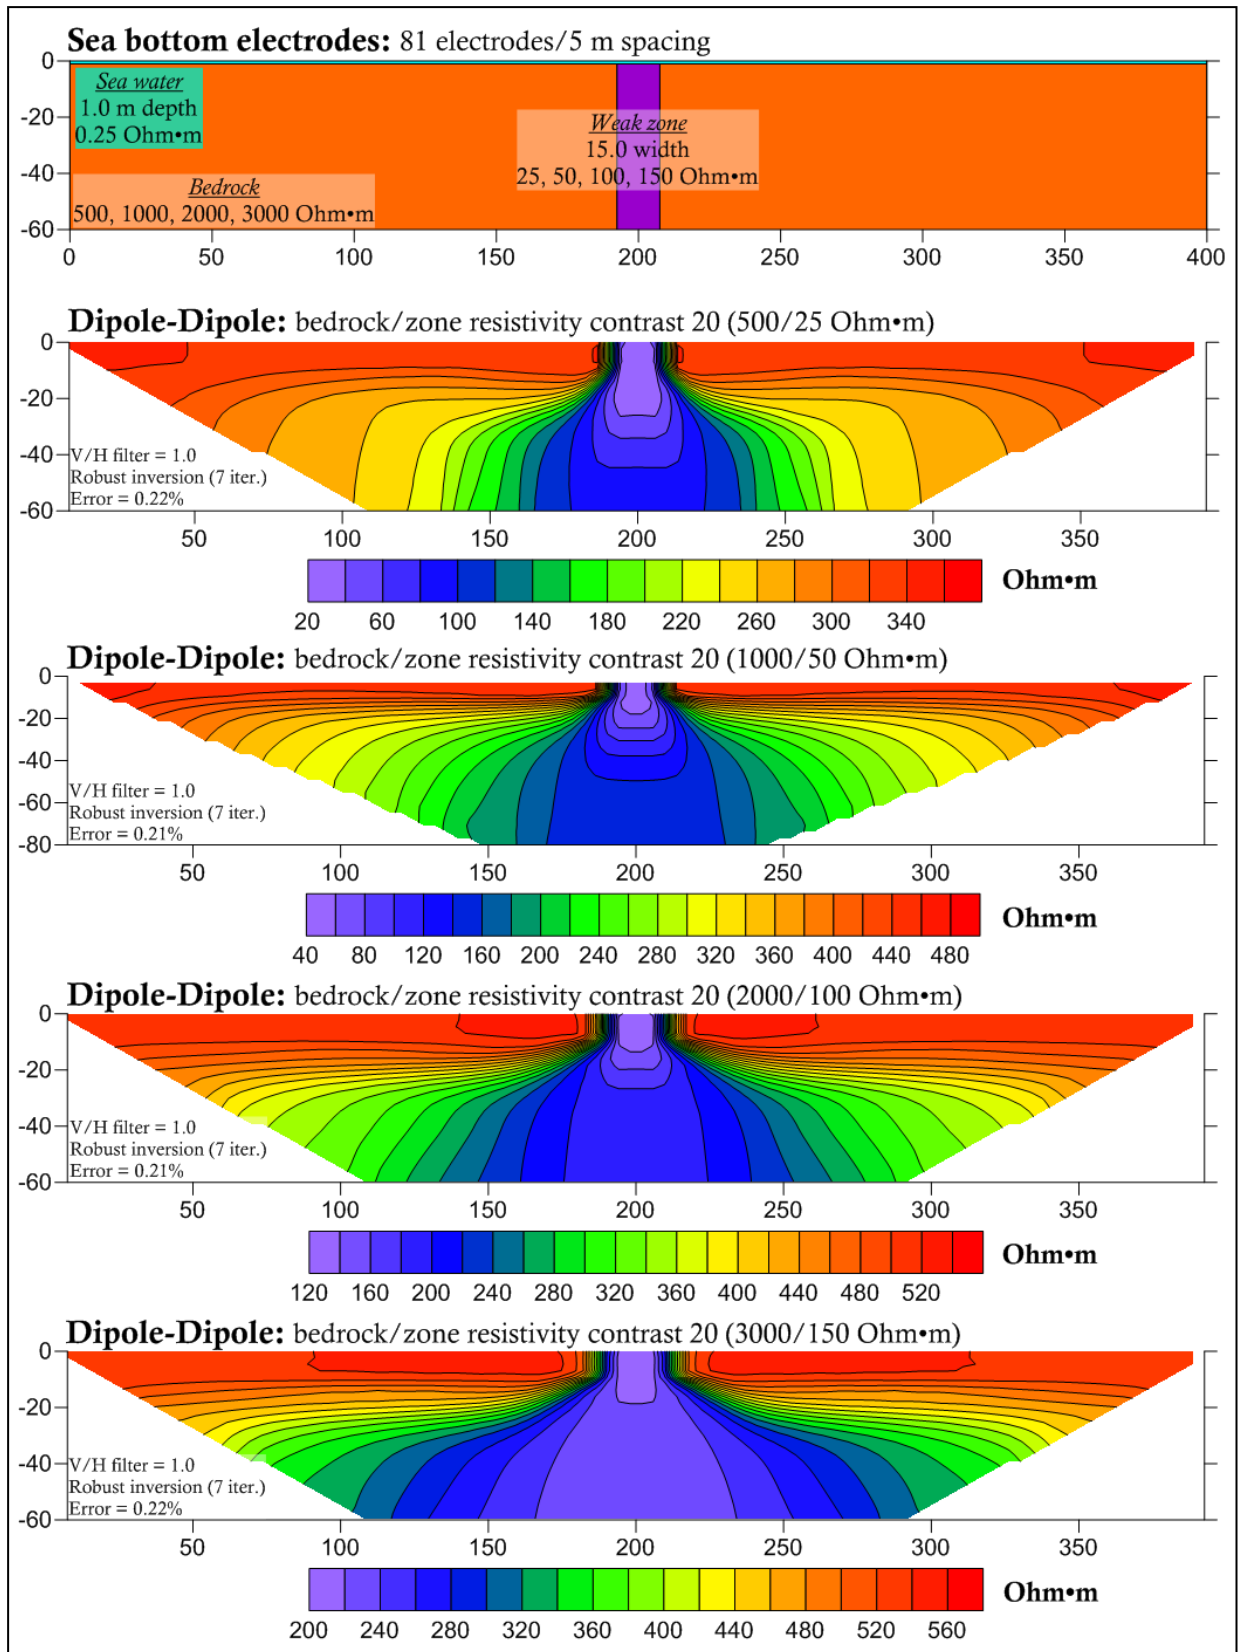 Sea bottom electrodes: 81 electrodes/5 m spacing
0
Sea water
1.0 m depth
0.25 Ohm•m
-20
Weak zone
15.0 width
25, 50, 100, 150 Ohm•m
-40
Bedrock
500, 1000, 2000, 3000 Ohm•m
-60
0 50 100 150 200 250 300 350 400
Dipole-Dipole: bedrock/zone resistivity contrast 20 (500/25 Ohm•m)
0
-20
-40
V/H filter = 1.0
Robust inversion (7 iter.)
Error = 0.22%
-60
50 100 150 200 250 300 350
Ohm•m
20 60 100 140 180 220 260 300 340
Dipole-Dipole: bedrock/zone resistivity contrast 20 (1000/50 Ohm•m)
0
-20
-40
V/H filter = 1.0
-60
Robust inversion (7 iter.)
Error = 0.21%
-80
50 100 150 200 250 300 350
Ohm•m
40 80 120 160 200 240 280 320 360 400 440 480
Dipole-Dipole: bedrock/zone resistivity contrast 20 (2000/100 Ohm•m)
0
-20
-40
V/H filter = 1.0
Robust inversion (7 iter.)
Error = 0.21%
-60
50 100 150 200 250 300 350
Ohm•m
120 160 200 240 280 320 360 400 440 480 520
Dipole-Dipole: bedrock/zone resistivity contrast 20 (3000/150 Ohm•m)
0
-20
-40
V/H filter = 1.0
Robust inversion (7 iter.)
Error = 0.22%
-60
50 100 150 200 250 300 350
Ohm•m
200 240 280 320 360 400 440 480 520 560